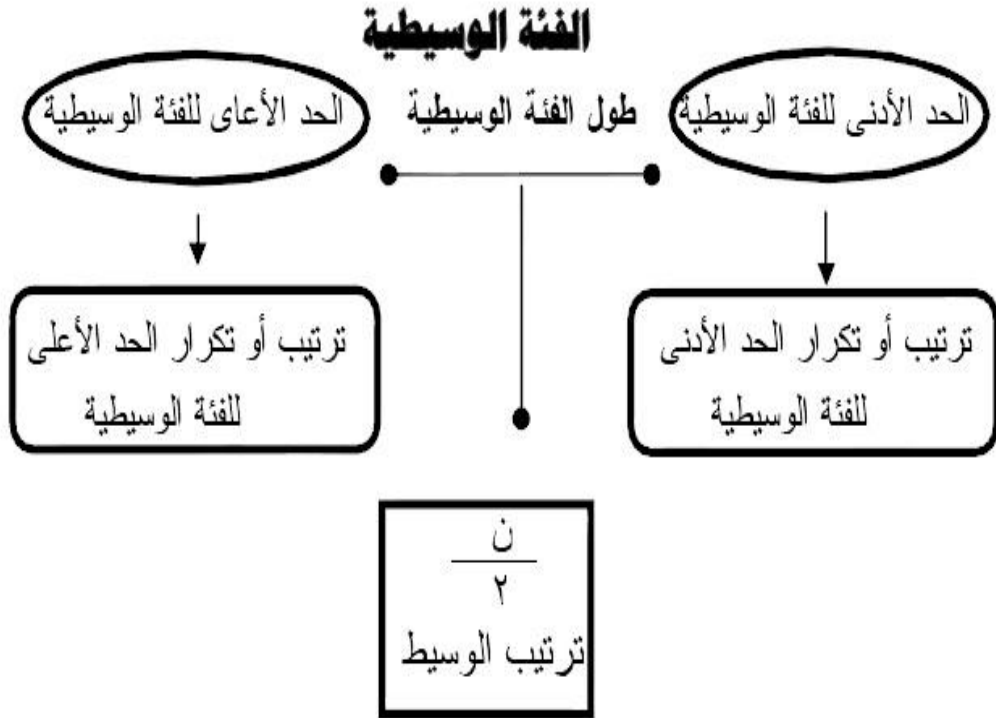 الفئة الوسيطية
الحد الأدنى للفئة الوسيطية
طول الفئة الوسيطية
الحد الأعاى للفئة الوسيطية
ترتيب أو تكرار الحد الأدنى
للفئة الوسيطية
ترتيب أو تكرار الحد الأعلى
للفئة الوسيطية
ن
٢
ترتيب الوسيط